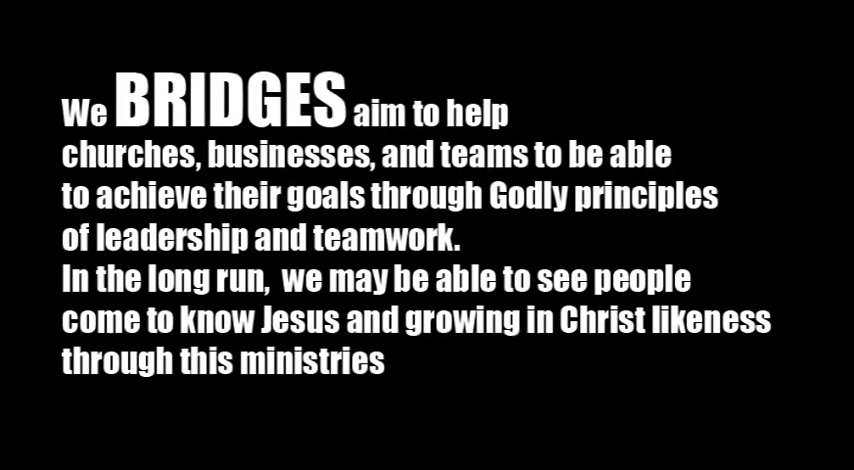 We BRIDGES aim to help
churches, businesses, and teams to be able
to achieve their goals through Godly principles
of leadership and teamwork.
In the long run,  we may be able to see people
come to know Jesus and growing in Christ likeness
through this ministries